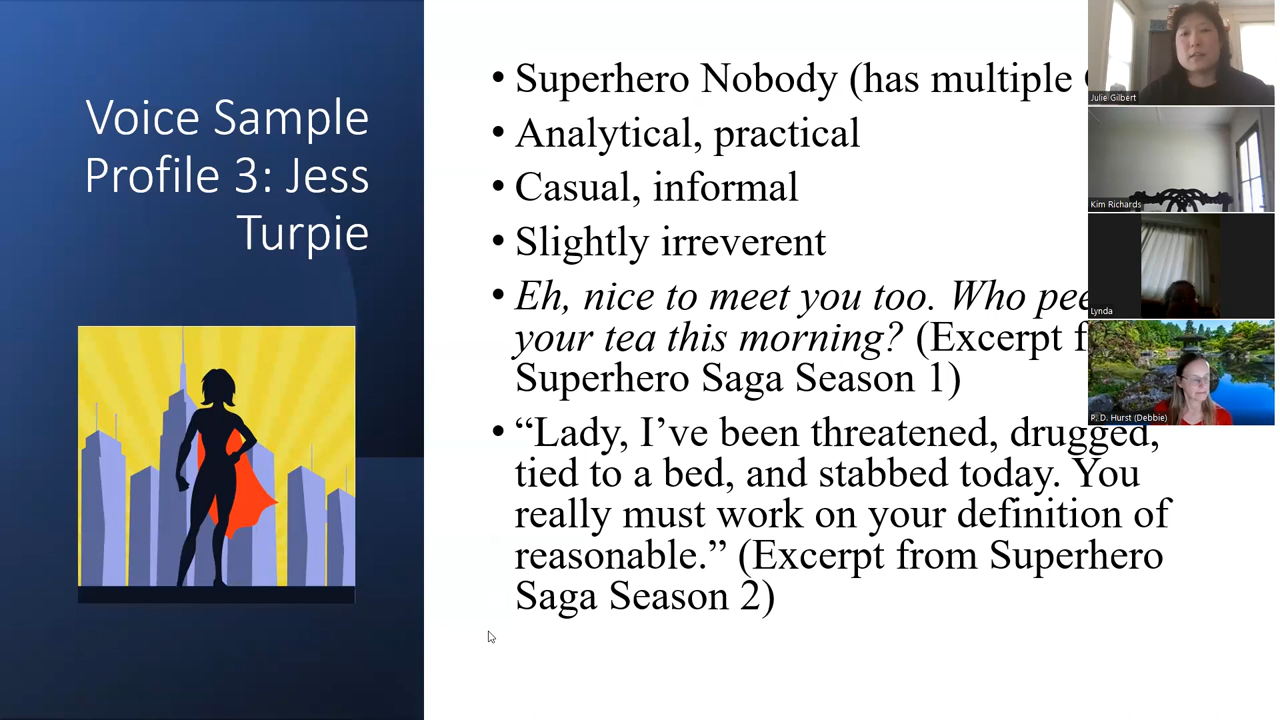 Voice Sample
Profile 3: Jess
Turpie
• Superhero Nobody (has multiple
• Analytical, practical
• Casual, informal
• Slightly irreverent
• Eh, nice to meet you too. Who
your tea this morning? (Excerpt
Superhero Saga Season 1)
• “Lady, I’ve been threatened, drugged,
tied to a bed, and stabbed today. You
really must work on your definition of
reasonable.” (Excerpt from Superhero
Saga Season 2)
Julie Gilbert
Kim Richards
Lynda
P. D. Hurst (Debbie)